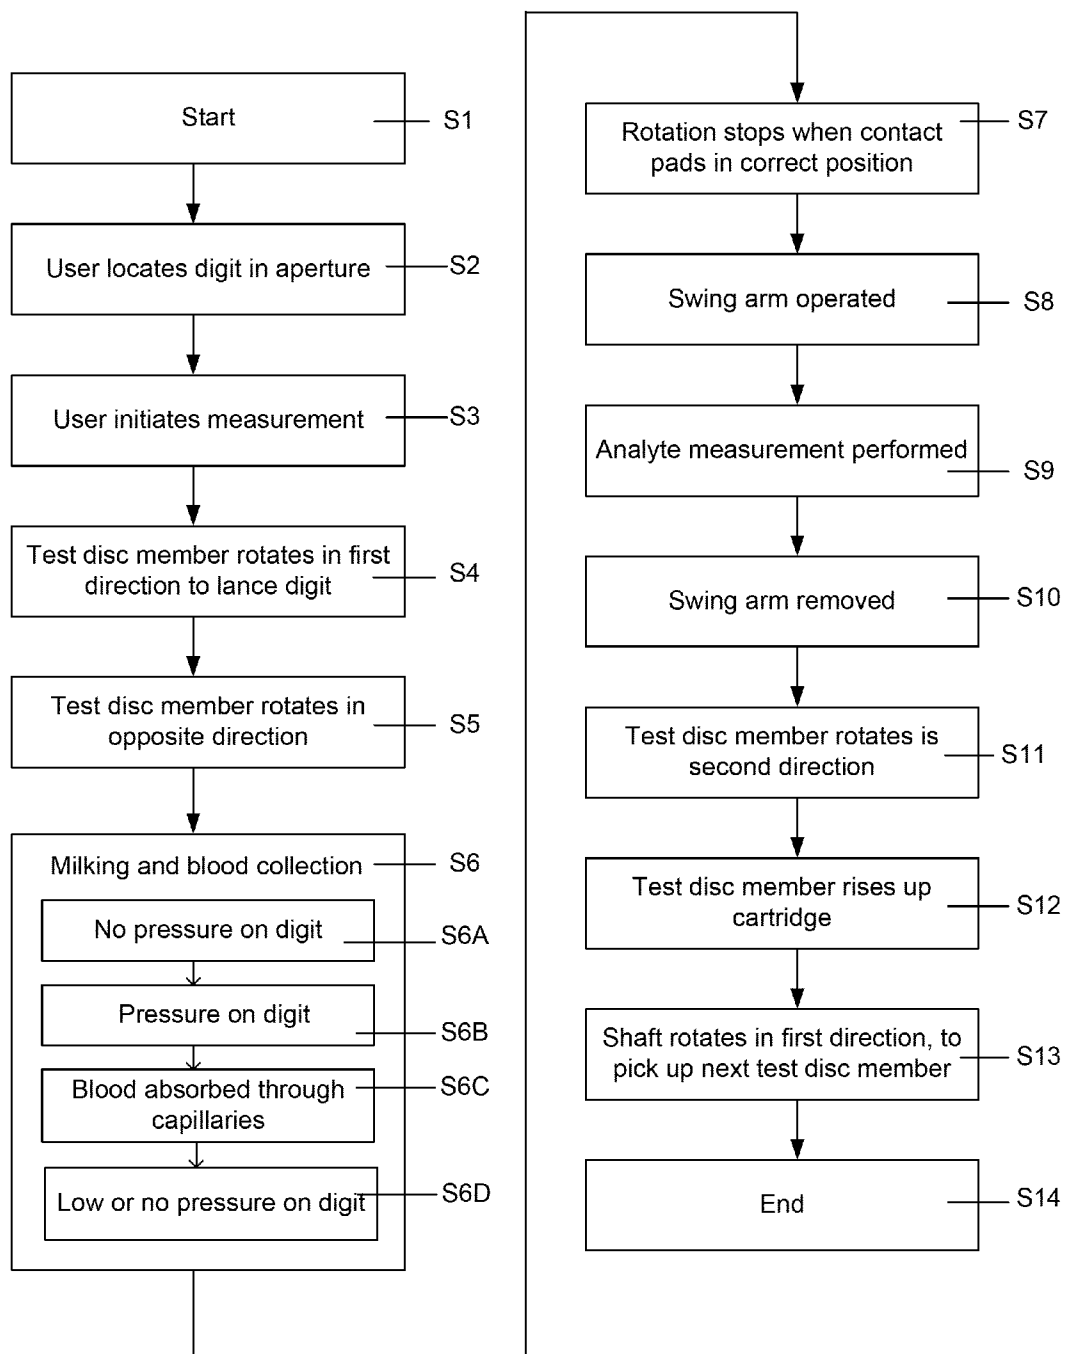 Start
S1
User locates digit in aperture
S2
User initiates measurement
S3
Test disc member rotates in first
direction to lance digit
S4
Test disc member rotates in
opposite direction
S5
Milking and blood collection
S6
No pressure on digit
S6A
Pressure on digit
S6B
Blood absorbed through
capillaries
S6C
Low or no pressure on digit
S6D
Rotation stops when contact
pads in correct position
S7
Swing arm operated
S8
Analyte measurement performed
S9
Swing arm removed
S10
Test disc member rotates is
second direction
S11
Test disc member rises up
cartridge
S12
Shaft rotates in first direction, to
pick up next test disc member
S13
End
S14